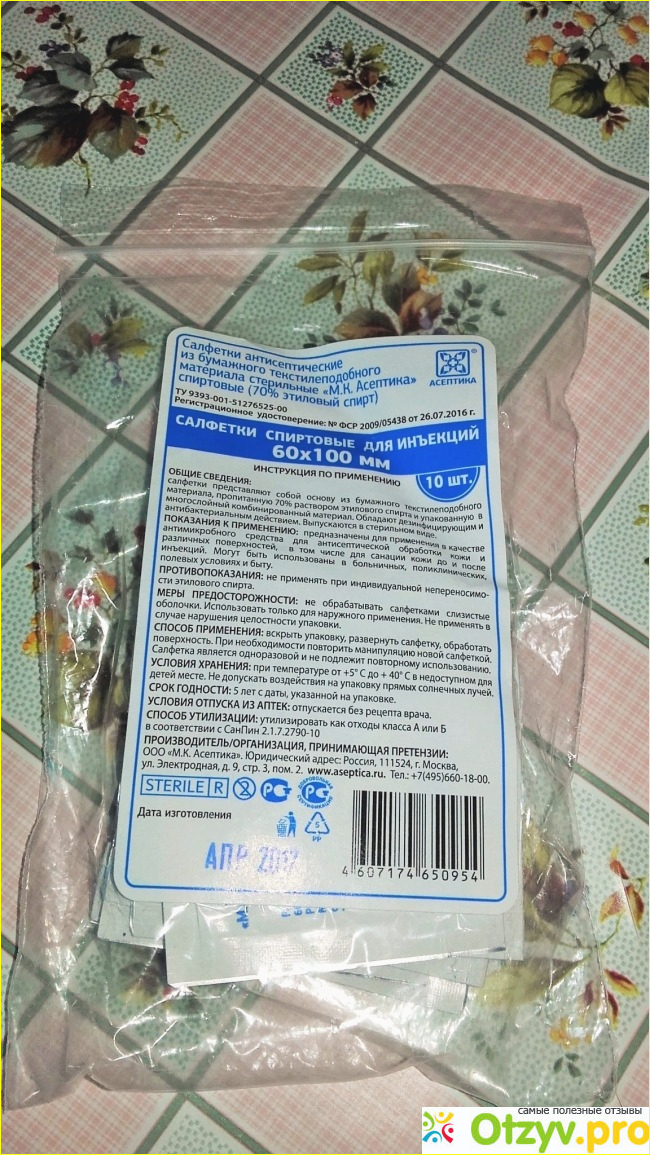 Салфетки антисептические
из бумажного текстилеподобного
материала стерильные «М.К. Асептика»
спиртовые (70% этиловый спирт)
АСЕПТИКА
®
ТУ 9393-001-51276525-00
Регистрационное удостоверение: № ФСР 2009/05438 от 26.07.2016 г.
САЛФЕТКИ СПИРТОВЫЕ ДЛЯ ИНЪЕКЦИЙ
60х100 мм
10 шт.
ИНСТРУКЦИЯ ПО ПРИМЕНЕНИЮ
ОБЩИЕ СВЕДЕНИЯ:
салфетки представляют собой основу из бумажного текстилеподобного
материала, пропитанную 70% раствором этилового спирта и упакованную в
многослойный комбинированный материал. Обладают дезинфицирующим и
антибактериальным действием. Выпускаются в стерильном виде.
ПОКАЗАНИЯ К ПРИМЕНЕНИЮ: предназначены для применения в качестве
антимикробного средства для антисептической обработки кожи и
различных поверхностей, в том числе для санации кожи до и после
инъекций. Могут быть использованы в больничных, поликлинических,
полевых условиях и быту.
ПРОТИВОПОКАЗАНИЯ: не применять при индивидуальной непереносимо-
сти этилового спирта.
МЕРЫ ПРЕДОСТОРОЖНОСТИ: не обрабатывать салфетками слизистые
оболочки. Использовать только для наружного применения. Не применять в
случае нарушения целостности упаковки.
СПОСОБ ПРИМЕНЕНИЯ: вскрыть упаковку, развернуть салфетку, обработать
поверхность. При необходимости повторить манипуляцию новой салфеткой.
Салфетка является одноразовой и не подлежит повторному использованию.
УСЛОВИЯ ХРАНЕНИЯ: при температуре от +5° С до + 40° С в недоступном для
детей месте. Не допускать воздействия на упаковку прямых солнечных лучей.
СРОК ГОДНОСТИ: 5 лет с даты, указанной на упаковке.
УСЛОВИЯ ОТПУСКА ИЗ АПТЕК: отпускается без рецепта врача.
СПОСОБ УТИЛИЗАЦИИ: утилизировать как отходы класса А или Б
в соответствии с СанПин 2.1.7.2790-10
ПРОИЗВОДИТЕЛЬ/ОРГАНИЗАЦИЯ, ПРИНИМАЮЩАЯ ПРЕТЕНЗИИ:
ООО «М.К. Асептика». Юридический адрес: Россия, 111524, г. Москва,
ул. Электродная, д. 9, стр. 3, пом. 2. www.aseptica.ru. Тел.: +7(495)660-18-00.
STERILE R
2
ДОБРОВОЛЬНАЯ СЕРТИФИКАЦИЯ
5
PP
Дата изготовления
АПР 2017
4 607174 650954
самые полезные отзывы
Otzyv.pro